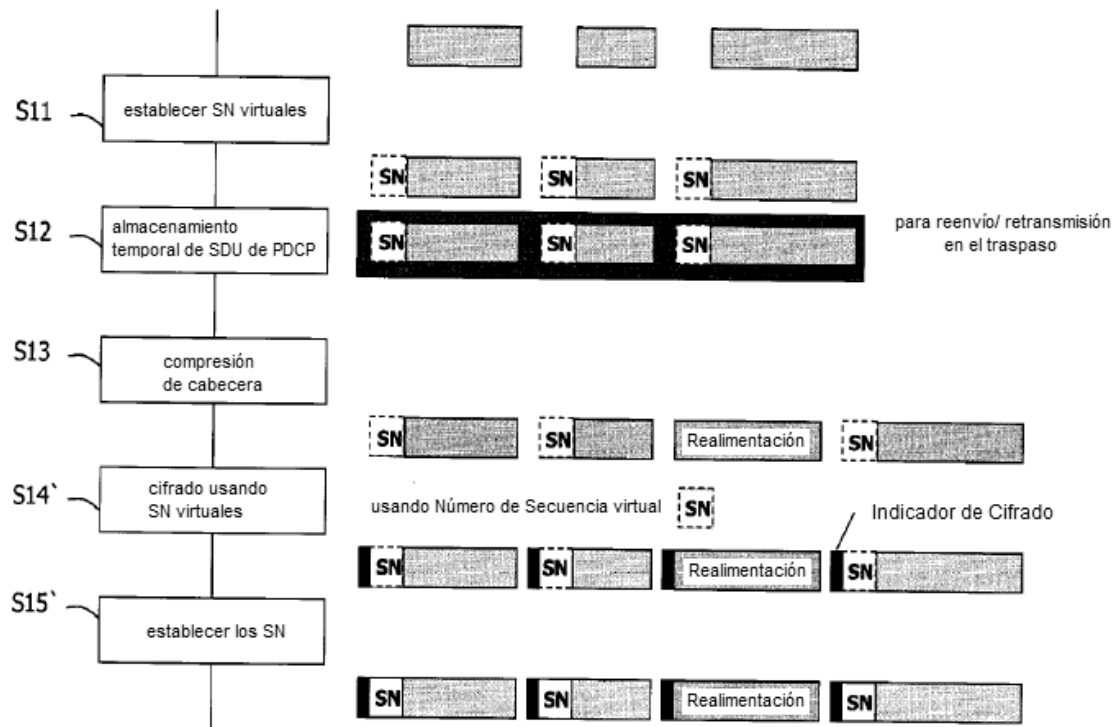 S11
establecer SN virtuales
SN SN SN
S12
almacenamiento
temporal de SDU de PDCP
SN SN SN
para reenvío/ retransmisión
en el traspaso
S13
compresión
de cabecera
SN SN Realimentación SN
S14`
cifrado usando
SN virtuales
usando Número de Secuencia virtual SN
Indicador de Cifrado
SN SN Realimentación SN
S15`
establecer los SN
SN SN Realimentación SN